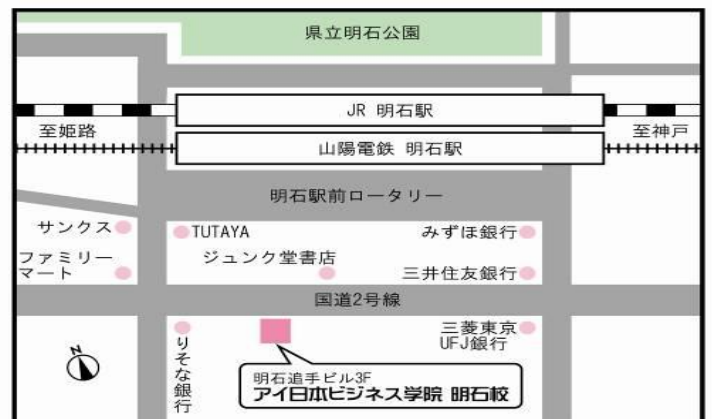 県立明石公園
JR 明石駅
至姫路
至神戸
山陽電鉄 明石駅
明石駅前ロータリー
サンクス
TUTAYA
みずほ銀行
ファミリー
マート
ジュンク堂書店
三井住友銀行
国道2号線
N
りそな銀行
三菱東京
UFJ銀行
明石追手ビル3F
アイ日本ビジネス学院 明石校